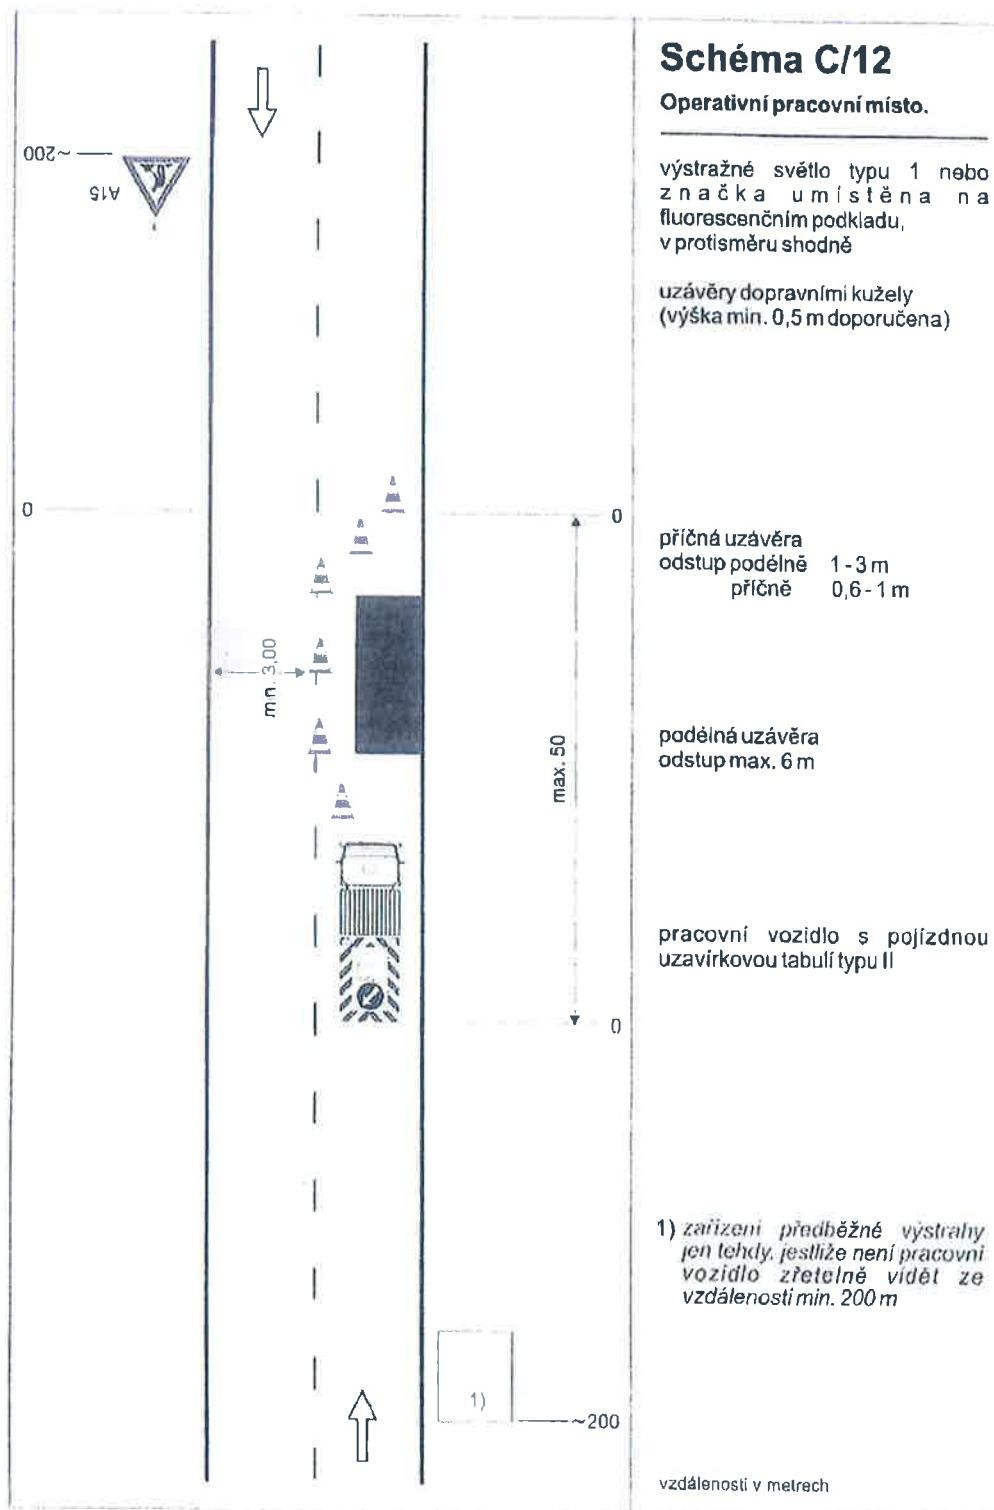 Schéma C/12
Operativní pracovní místo.
výstražné světlo typu 1 nebo
značka umístěna na
fluorescenčním podkladu,
v protisměru shodně
uzávěry dopravními kužely
(výška min. 0,5 m doporučena)
~200
A15
0
0
příčná uzávěra
odstup podélně 1 - 3 m
příčně 0,6 - 1 m
min. 3,00
max. 50
podélná uzávěra
odstup max. 6 m
pracovní vozidlo s pojízdnou
uzavírkovou tabulí typu II
0
1) zařízení předběžné výstrahy
jen tehdy, jestliže není pracovní
vozidlo zřetelně vidět ze
vzdálenosti min. 200 m
1)
~200
vzdálenosti v metrech